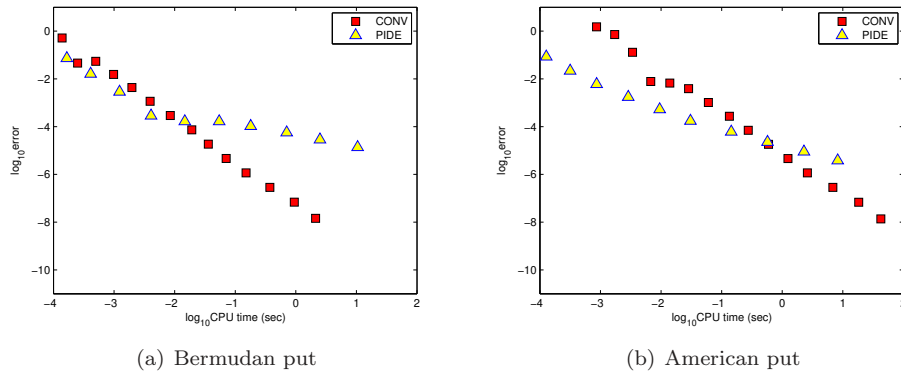 CONV
PIDE
0
−2
−4
−6
−8
−10
log10error
−4
−3
−2
−1
0
1
2
log10CPU time (sec)
(a) Bermudan put
CONV
PIDE
0
−2
−4
−6
−8
−10
log10error
−4
−3
−2
−1
0
1
2
log10CPU time (sec)
(b) American put